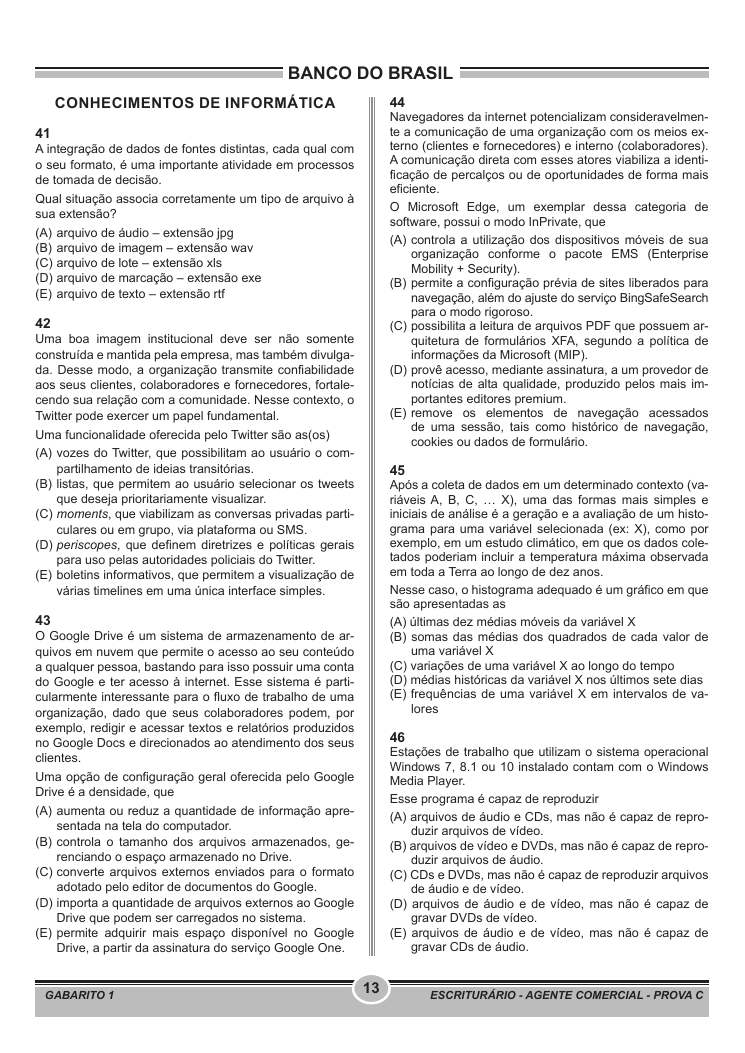 BANCO DO BRASIL
CONHECIMENTOS DE INFORMÁTICA
41
A integração de dados de fontes distintas, cada qual com
o seu formato, é uma importante atividade em processos
de tomada de decisão.
Qual situação associa corretamente um tipo de arquivo à
sua extensão?
(A) arquivo de áudio – extensão jpg
(B) arquivo de imagem – extensão wav
(C) arquivo de lote – extensão xls
(D) arquivo de marcação – extensão exe
(E) arquivo de texto – extensão rtf
42
Uma boa imagem institucional deve ser não somente
construída e mantida pela empresa, mas também divulga-
da. Desse modo, a organização transmite confiabilidade
aos seus clientes, colaboradores e fornecedores, fortale-
cendo sua relação com a comunidade. Nesse contexto, o
Twitter pode exercer um papel fundamental.
Uma funcionalidade oferecida pelo Twitter são as(os)
(A) vozes do Twitter, que possibilitam ao usuário o com-
partilhamento de ideias transitórias.
(B) listas, que permitem ao usuário selecionar os tweets
que deseja prioritariamente visualizar.
(C) moments, que viabilizam as conversas privadas parti-
culares ou em grupo, via plataforma ou SMS.
(D) periscopes, que definem diretrizes e políticas gerais
para uso pelas autoridades policiais do Twitter.
(E) boletins informativos, que permitem a visualização de
várias timelines em uma única interface simples.
43
O Google Drive é um sistema de armazenamento de ar-
quivos em nuvem que permite o acesso ao seu conteúdo
a qualquer pessoa, bastando para isso possuir uma conta
do Google e ter acesso à internet. Esse sistema é parti-
cularmente interessante para o fluxo de trabalho de uma
organização, dado que seus colaboradores podem, por
exemplo, redigir e acessar textos e relatórios produzidos
no Google Docs e direcionados ao atendimento dos seus
clientes.
Uma opção de configuração geral oferecida pelo Google
Drive é a densidade, que
(A) aumenta ou reduz a quantidade de informação apre-
sentada na tela do computador.
(B) controla o tamanho dos arquivos armazenados, ge-
renciando o espaço armazenado no Drive.
(C) converte arquivos externos enviados para o formato
adotado pelo editor de documentos do Google.
(D) importa a quantidade de arquivos externos ao Google
Drive que podem ser carregados no sistema.
(E) permite adquirir mais espaço disponível no Google
Drive, a partir da assinatura do serviço Google One.
44
Navegadores da internet potencializam consideravelmen-
te a comunicação de uma organização com os meios ex-
terno (clientes e fornecedores) e interno (colaboradores).
A comunicação direta com esses atores viabiliza a identi-
ficação de percalços ou de oportunidades de forma mais
eficiente.
O Microsoft Edge, um exemplar dessa categoria de
software, possui o modo InPrivate, que
(A) controla a utilização dos dispositivos móveis de sua
organização conforme o pacote EMS (Enterprise
Mobility + Security).
(B) permite a configuração prévia de sites liberados para
navegação, além do ajuste do serviço BingSafeSearch
para o modo rigoroso.
(C) possibilita a leitura de arquivos PDF que possuem ar-
quitetura de formulários XFA, segundo a política de
informações da Microsoft (MIP).
(D) provê acesso, mediante assinatura, a um provedor de
notícias de alta qualidade, produzido pelos mais im-
portantes editores premium.
(E) remove os elementos de navegação acessados
de uma sessão, tais como histórico de navegação,
cookies ou dados de formulário.
45
Após a coleta de dados em um determinado contexto (va-
riáveis A, B, C, … X), uma das formas mais simples e
iniciais de análise é a geração e a avaliação de um histo-
grama para uma variável selecionada (ex: X), como por
exemplo, em um estudo climático, em que os dados cole-
tados poderiam incluir a temperatura máxima observada
em toda a Terra ao longo de dez anos.
Nesse caso, o histograma adequado é um gráfico em que
são apresentadas as
(A) últimas dez médias móveis da variável X
(B) somas das médias dos quadrados de cada valor de
uma variável X
(C) variações de uma variável X ao longo do tempo
(D) médias históricas da variável X nos últimos sete dias
(E) frequências de uma variável X em intervalos de va-
lores
46
Estações de trabalho que utilizam o sistema operacional
Windows 7, 8.1 ou 10 instalado contam com o Windows
Media Player.
Esse programa é capaz de reproduzir
(A) arquivos de áudio e CDs, mas não é capaz de repro-
duzir arquivos de vídeo.
(B) arquivos de vídeo e DVDs, mas não é capaz de repro-
duzir arquivos de áudio.
(C) CDs e DVDs, mas não é capaz de reproduzir arquivos
de áudio e de vídeo.
(D) arquivos de áudio e de vídeo, mas não é capaz de
gravar DVDs de vídeo.
(E) arquivos de áudio e de vídeo, mas não é capaz de
gravar CDs de áudio.
GABARITO 1
13
ESCRITURÁRIO - AGENTE COMERCIAL - PROVA C